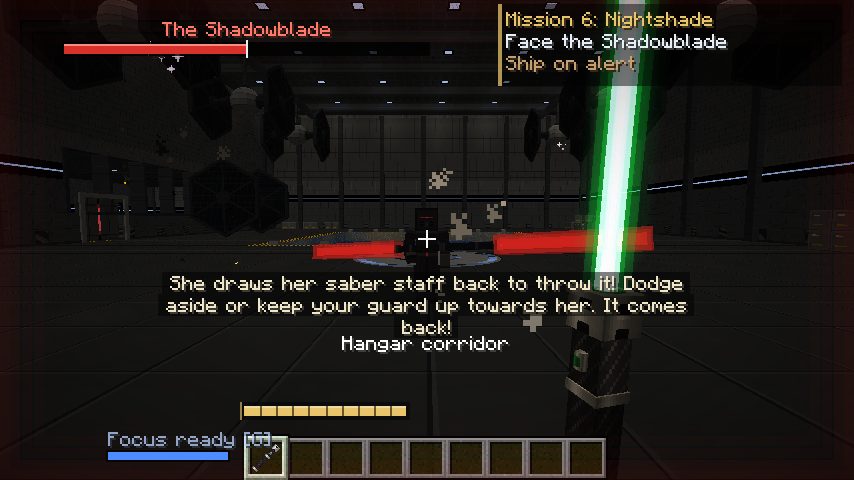 The Shadowblade
Mission 6: Nightshade
Face the Shadowblade
Ship on alert
She draws her saber staff back to throw it! Dodge
aside or keep your guard up towards her. It comes
back!
Hangar corridor
Focus ready [G]